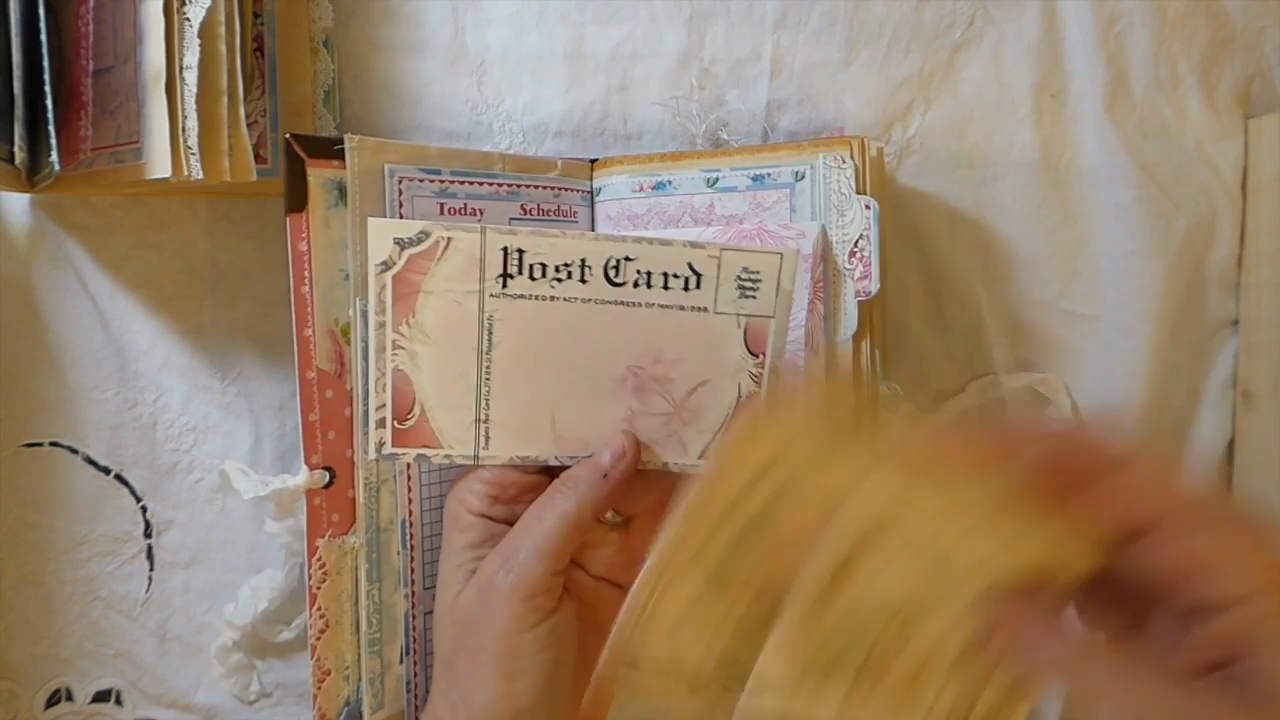 Today Schedule
Post Card
AUTHORIZED BY ACT OF CONGRESS OF MAY 19, 1898.